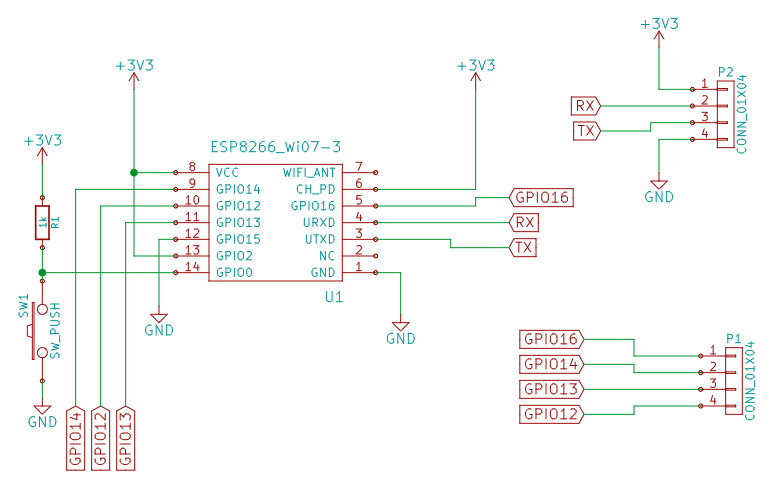 +3V3
P2
1
RX
2
TX
3
4
CONN_01X04
GND
+3V3
+3V3
+3V3
1k
R1
SW1
SW_PUSH
GND
ESP8266_Wi07-3
8 VCC WIFI_ANT 7
9 GPIO14 CH_PD 6
10 GPIO12 GPIO16 5
11 GPIO13 URXD 4
12 GPIO15 UTXD 3
13 GPIO2 NC 2
14 GPIO0 GND 1
U1
GPIO16
RX
TX
GND
GND
GPIO14
GPIO12
GPIO13
P1
GPIO16 1
GPIO14 2
GPIO13 3
GPIO12 4
CONN_01X04